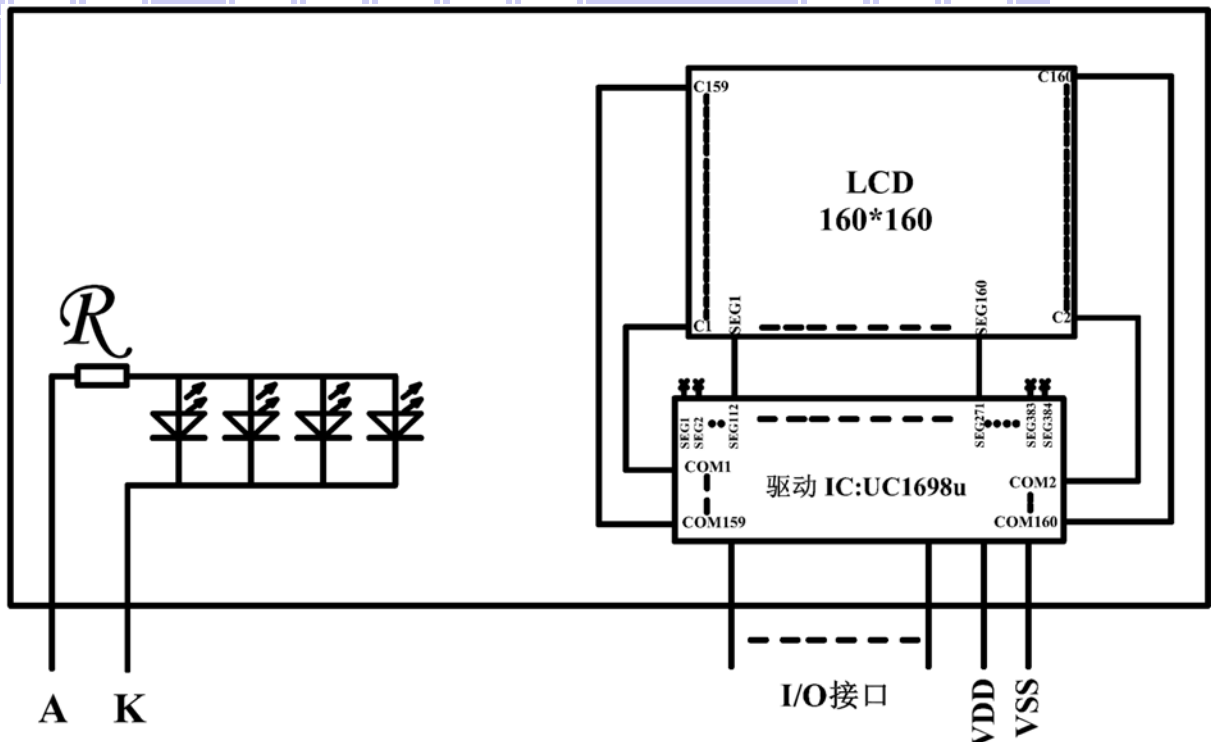 C159
C160
LCD
160*160
C1
SEG1
SEG160
C2
R
SEG1
SEG2
SEG112
SEG271
SEG383
SEG384
COM1
驱动 IC:UC1698u
COM2
COM159
COM160
A
K
I/O接口
VDD
VSS